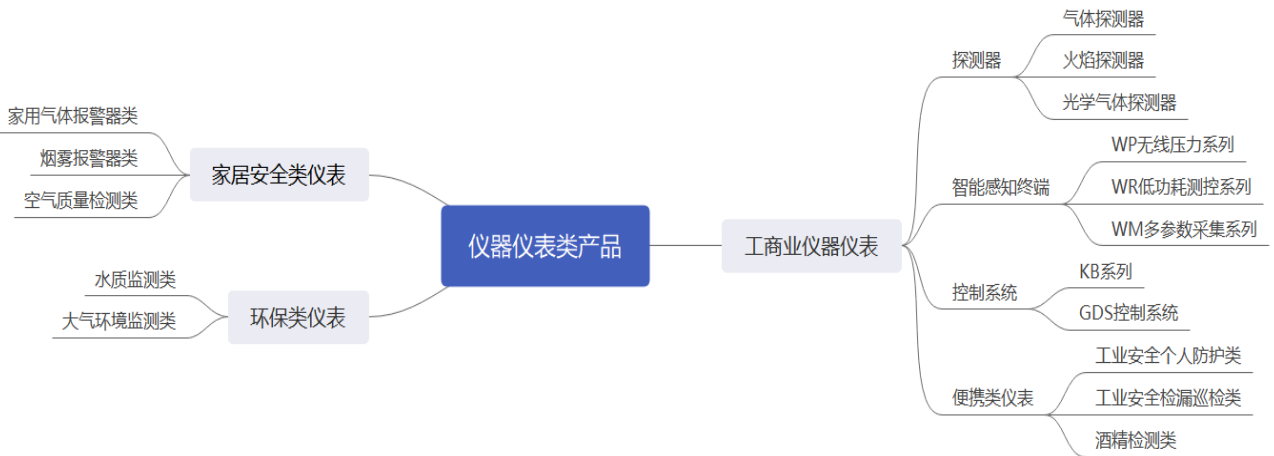 仪器仪表类产品
家居安全类仪表
家用气体报警器类
烟雾报警器类
空气质量检测类
环保类仪表
水质监测类
大气环境监测类
工商业仪器仪表
探测器
气体探测器
火焰探测器
光学气体探测器
智能感知终端
WP无线压力系列
WR低功耗测控系列
WM多参数采集系列
控制系统
KB系列
GDS控制系统
便携类仪表
工业安全个人防护类
工业安全检漏巡检类
酒精检测类